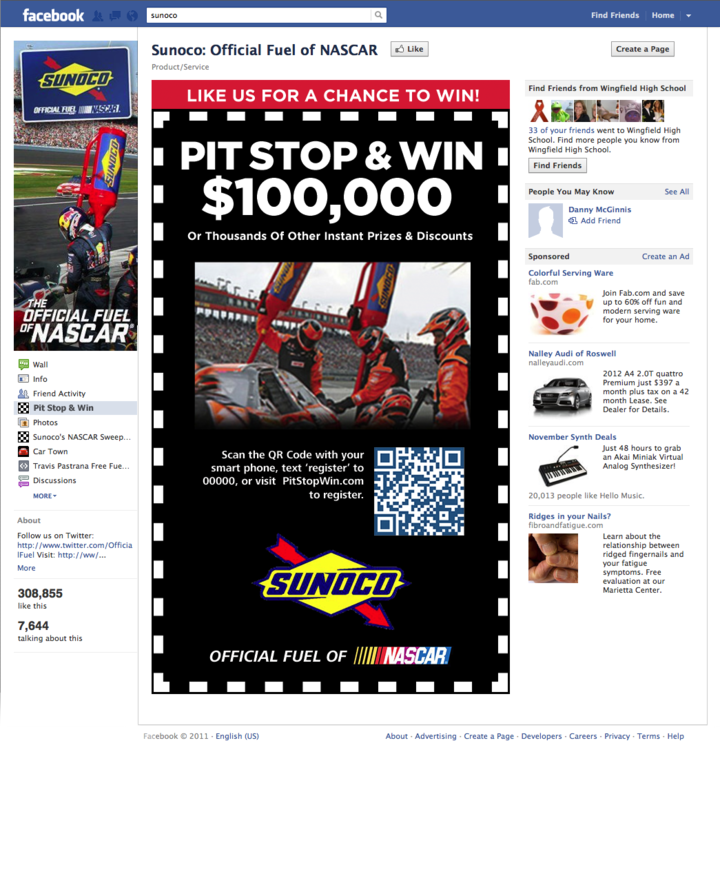 facebook
sunoco
Find Friends
Home
SUNOCO
OFFICIAL FUEL NASCAR.
SUNOCO
THE
OFFICIAL FUEL
OF NASCAR®
Wall
Info
Friend Activity
Pit Stop & Win
Photos
Sunoco's NASCAR Sweep...
Car Town
Travis Pastrana Free Fue...
Discussions
MORE
About
Follow us on Twitter:
http://www.twitter.com/Officia
lFuel Visit: http://ww/...
More
308,855
like this
7,644
talking about this
Sunoco: Official Fuel of NASCAR
Like
Create a Page
Product/Service
LIKE US FOR A CHANCE TO WIN!
PIT STOP & WIN
$100,000
Or Thousands Of Other Instant Prizes & Discounts
Scan the QR Code with your
smart phone, text 'register' to
00000, or visit PitStopWin.com
to register.
SUNOCO
OFFICIAL FUEL OF NASCAR
Find Friends from Wingfield High School
33 of your friends went to Wingfield High
School. Find more people you know from
Wingfield High School.
Find Friends
People You May Know
See All
Danny McGinnis
Add Friend
Sponsored
Create an Ad
Colorful Serving Ware
fab.com
Join Fab.com and save
up to 60% off fun and
modern serving ware
for your home.
Nalley Audi of Roswell
nalleyaudi.com
2012 A4 2.0T quattro
Premium just $397 a
month plus tax on a 42
month Lease. See
Dealer for Details.
November Synth Deals
Just 48 hours to grab
an Akai Miniak Virtual
Analog Synthesizer!
20,013 people like Hello Music.
Ridges in your Nails?
fibroandfatigue.com
Learn about the
relationship between
ridged fingernails and
your fatigue
symptoms. Free
evaluation at our
Marietta Center.
Facebook © 2011 · English (US)
About · Advertising · Create a Page · Developers · Careers · Privacy · Terms · Help